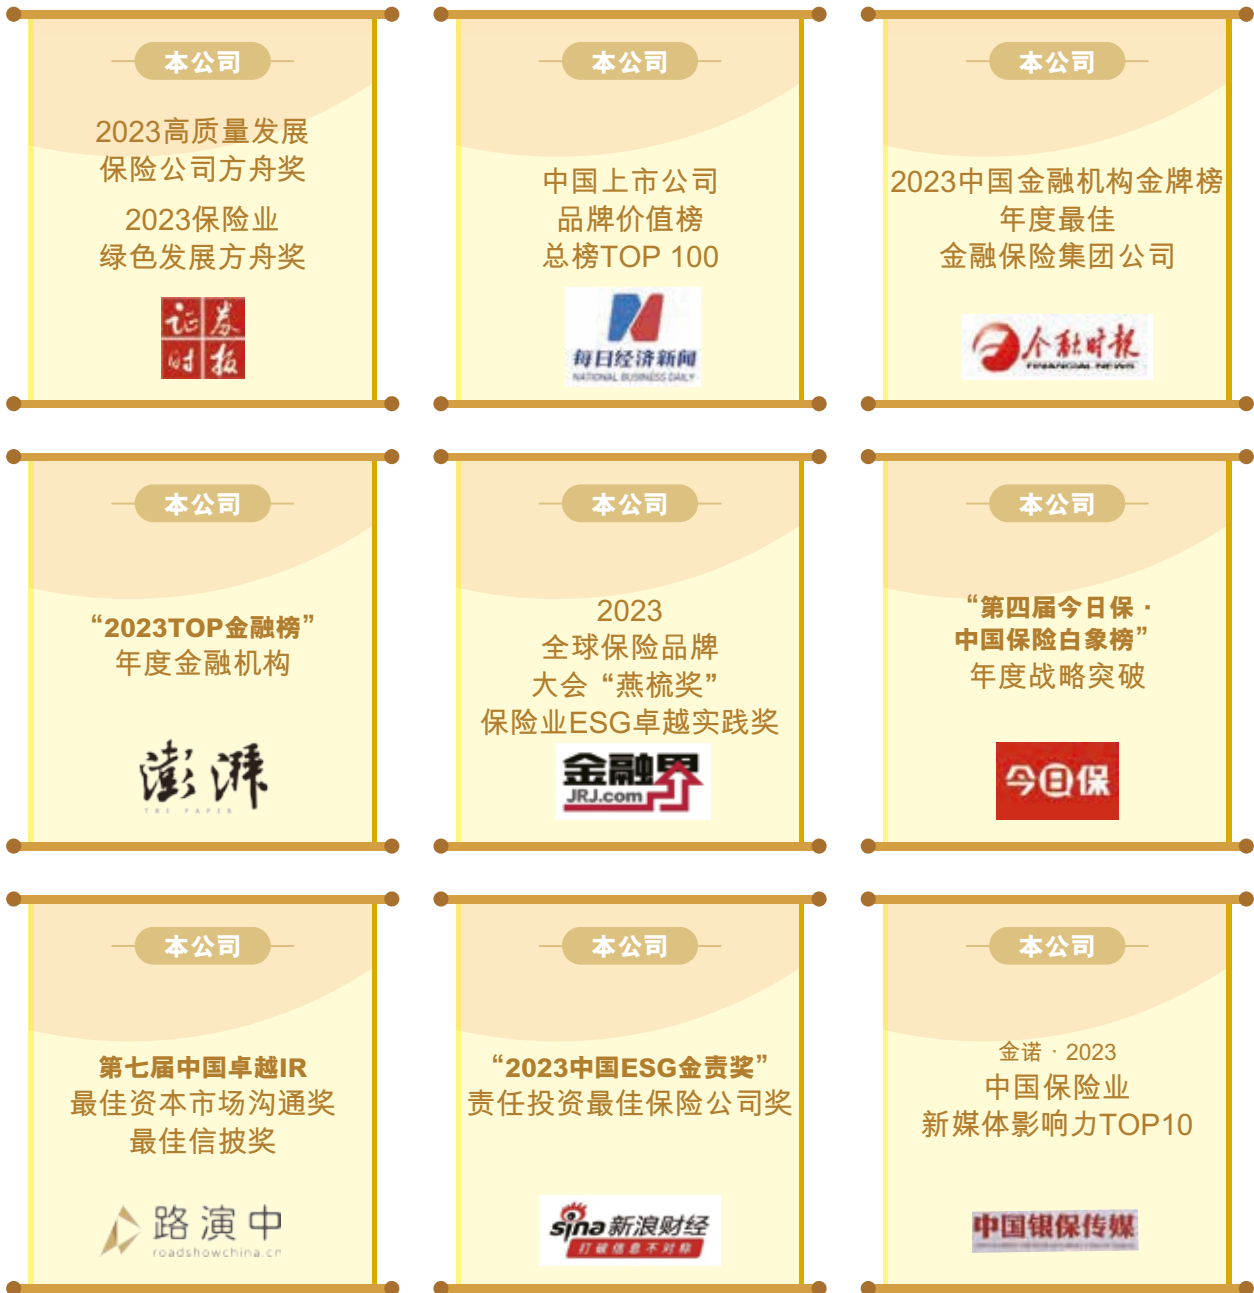 本公司
2023高质量发展
保险公司方舟奖
2023保险业
绿色发展方舟奖
证券
时报
本公司
中国上市公司
品牌价值榜
总榜TOP 100
每日经济新闻
NATIONAL BUSINESS DAILY
本公司
2023中国金融机构金牌榜
年度最佳
金融保险集团公司
金融时报
FINANCIAL NEWS
本公司
“2023TOP金融榜”
年度金融机构
澎湃
THE PAPER
本公司
2023
全球保险品牌
大会“燕梳奖”
保险业ESG卓越实践奖
金融界
JRJ.com
本公司
“第四届今日保·
中国保险白象榜”
年度战略突破
今日保
本公司
第七届中国卓越IR
最佳资本市场沟通奖
最佳信披奖
路演中
roadshowchina.cn
本公司
“2023中国ESG金责奖”
责任投资最佳保险公司奖
sina新浪财经
打破信息不对称
本公司
金诺·2023
中国保险业
新媒体影响力TOP10
中国银保传媒